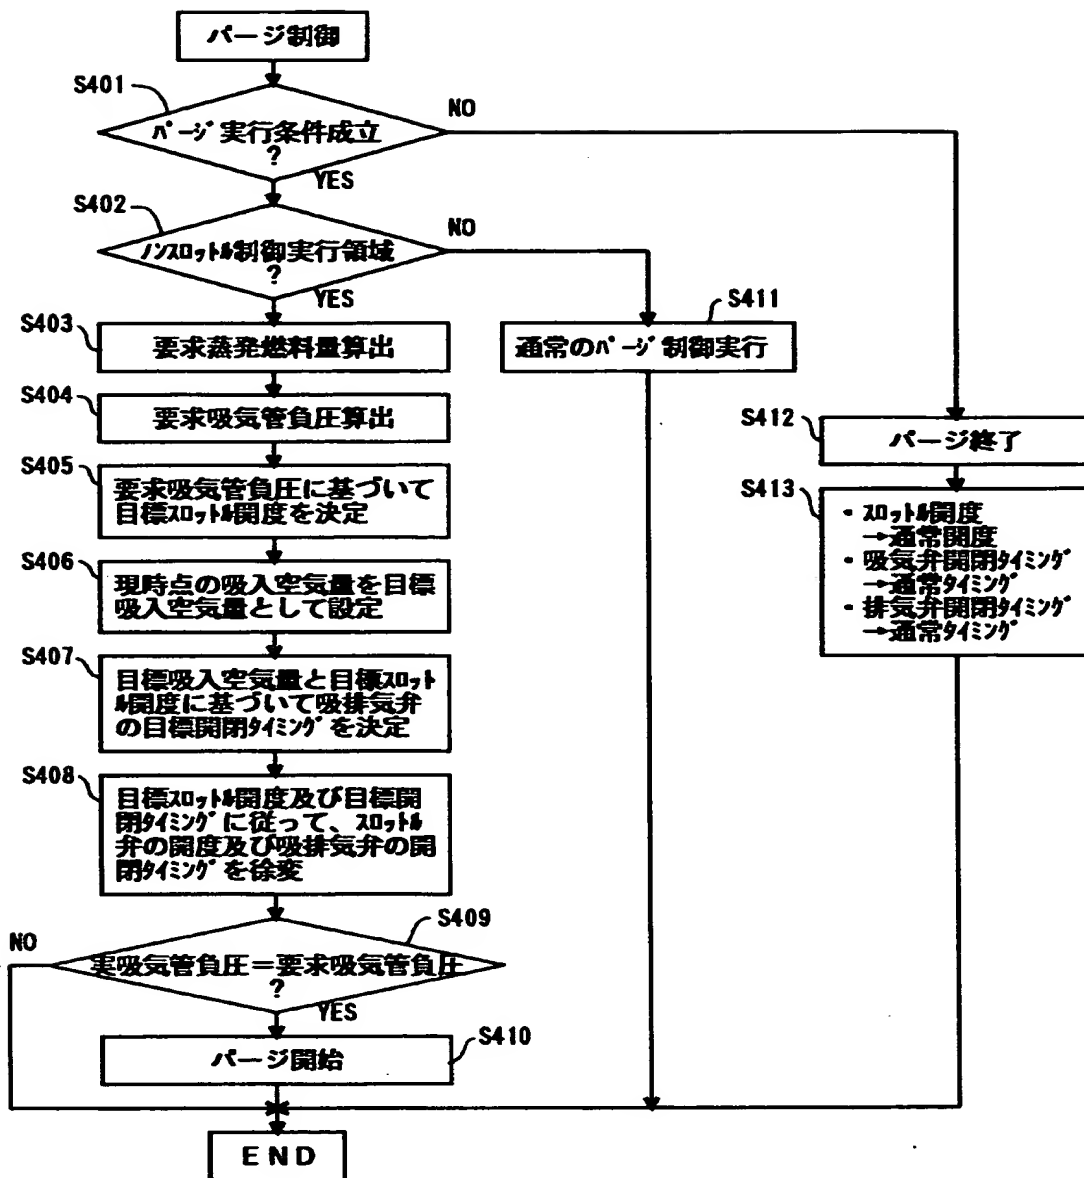 パージ制御
S401
パージ実行条件成立
?
NO
YES
S402
ノンスロットル制御実行領域
?
NO
YES
S403
要求蒸発燃料量算出
S404
要求吸気管負圧算出
S405
要求吸気管負圧に基づいて
目標スロットル開度を決定
S406
現時点の吸入空気量を目標
吸入空気量として設定
S407
目標吸入空気量と目標スロット
ル開度に基づいて吸排気弁
の目標開閉タイミングを決定
S408
目標スロットル開度及び目標開
閉タイミングに従って、スロットル
弁の開度及び吸排気弁の開
閉タイミングを徐変
S409
実吸気管負圧=要求吸気管負圧
?
NO
YES
S410
パージ開始
S411
通常のパージ制御実行
S412
パージ終了
S413
・スロットル開度
→通常開度
・吸気弁開閉タイミング
→通常タイミング
・排気弁開閉タイミング
→通常タイミング
END